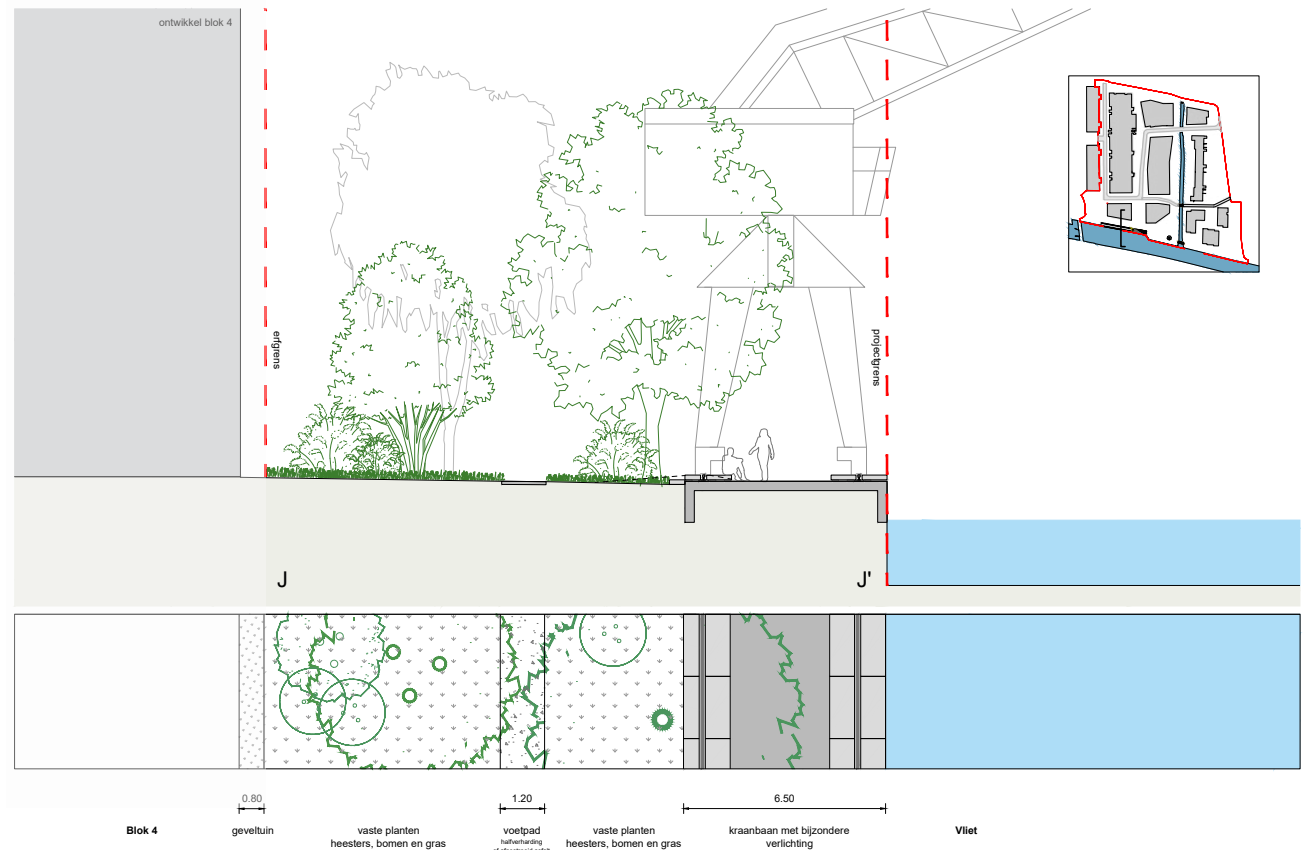 ontwikkel blok 4
erfgrens
projectgrens
J
J'
0.80
1.20
6.50
Blok 4
geveltuin
vaste planten
heesters, bomen en gras
voetpad
halfverharding
vaste planten
heesters, bomen en gras
kraanbaan met bijzondere
verlichting
Vliet